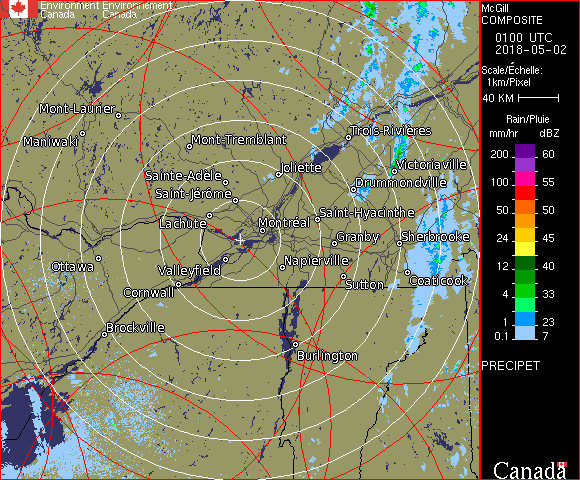 Environment Environnement
Canada Canada
McGill
COMPOSITE
0100 UTC
2018-05-02
Scale/Échelle:
1km/Pixel
40 KM
Rain/Pluie
mm/hr dBZ
200 60
100 55
50 50
24 45
12 40
4 33
1 23
0.1 7
PRECIPET
Canada
Mont-Laurier
Maniwaki
Mont-Tremblant
Trois-Rivières
Joliette
Victoriaville
Sainte-Adèle
Drummondville
Saint-Jérôme
Lachute
Saint-Hyacinthe
Montréal
Granby
Sherbrooke
Ottawa
Valleyfield
Napierville
Sutton
Coaticook
Cornwall
Brockville
Burlington